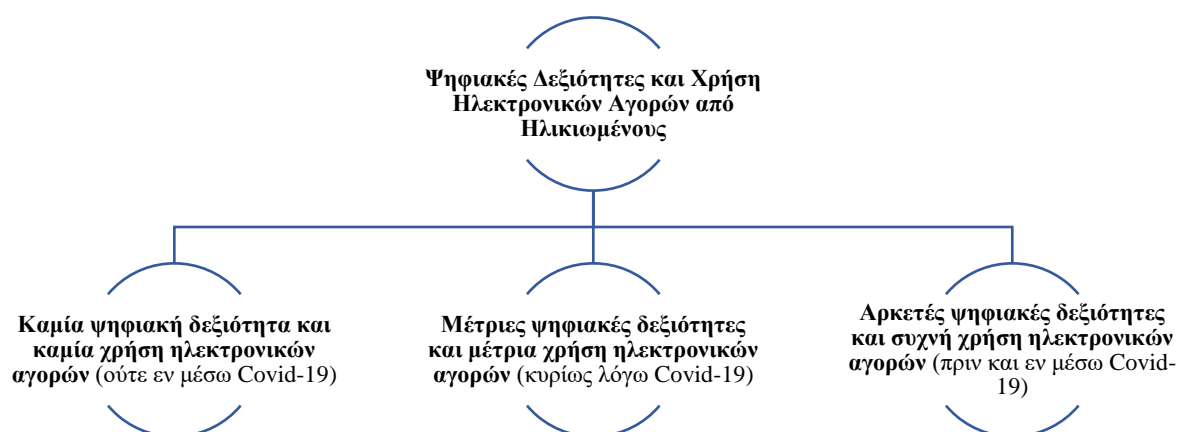 Ψηφιακές Δεξιότητες και Χρήση
Ηλεκτρονικών Αγορών από
Ηλικιωμένους
Καμία ψηφιακή δεξιότητα και
καμία χρήση ηλεκτρονικών
αγορών (ούτε εν μέσω Covid-19)
Μέτριες ψηφιακές δεξιότητες
και μέτρια χρήση ηλεκτρονικών
αγορών (κυρίως λόγω Covid-19)
Αρκετές ψηφιακές δεξιότητες
και συχνή χρήση ηλεκτρονικών
αγορών (πριν και εν μέσω Covid-
19)